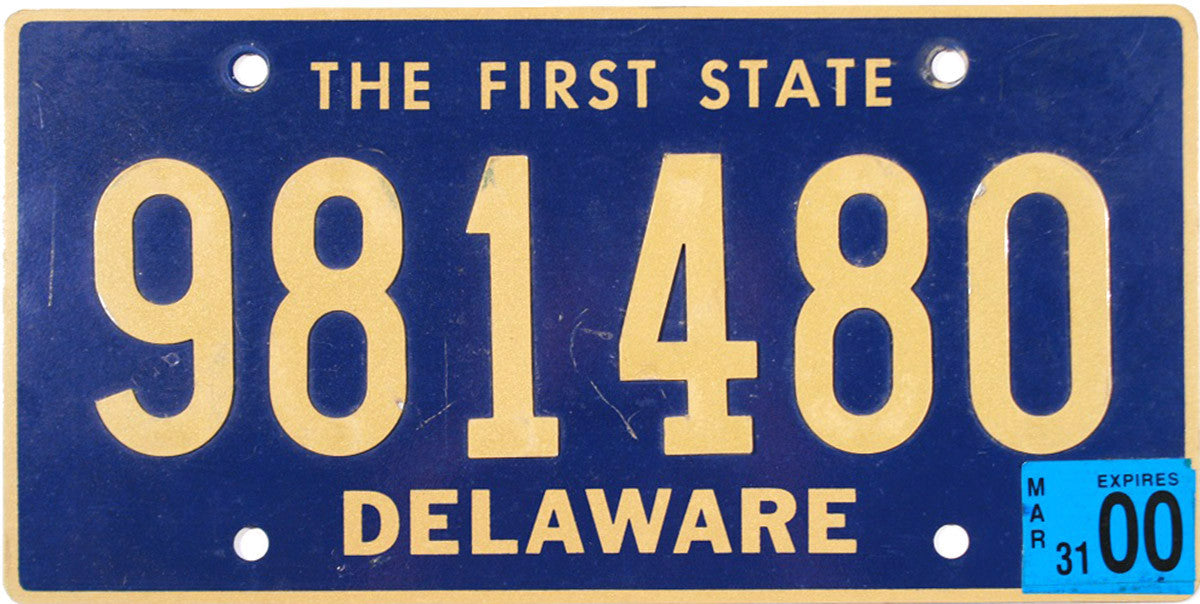 THE FIRST STATE
981480
DELAWARE
MAR
EXPIRES
31 00